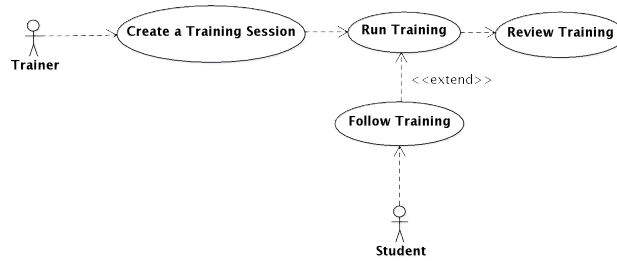 Trainer
Create a Training Session
Run Training
Review Training
<<extend>>
Follow Training
Student